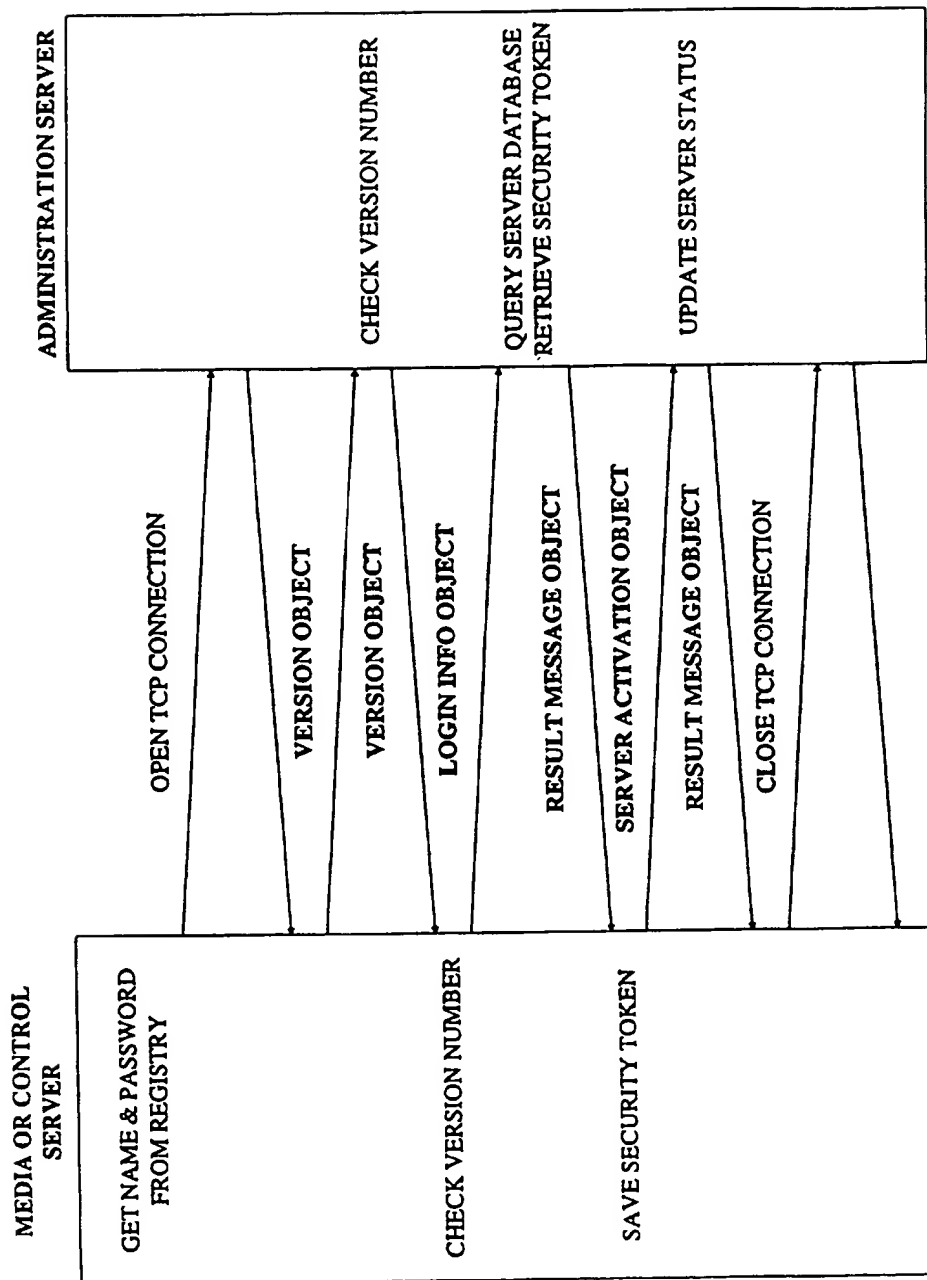 MEDIA OR CONTROL
SERVER
ADMINISTRATION SERVER
GET NAME & PASSWORD
FROM REGISTRY
OPEN TCP CONNECTION
VERSION OBJECT
VERSION OBJECT
CHECK VERSION NUMBER
LOGIN INFO OBJECT
CHECK VERSION NUMBER
QUERY SERVER DATABASE
RETRIEVE SECURITY TOKEN
RESULT MESSAGE OBJECT
SERVER ACTIVATION OBJECT
SAVE SECURITY TOKEN
RESULT MESSAGE OBJECT
UPDATE SERVER STATUS
CLOSE TCP CONNECTION